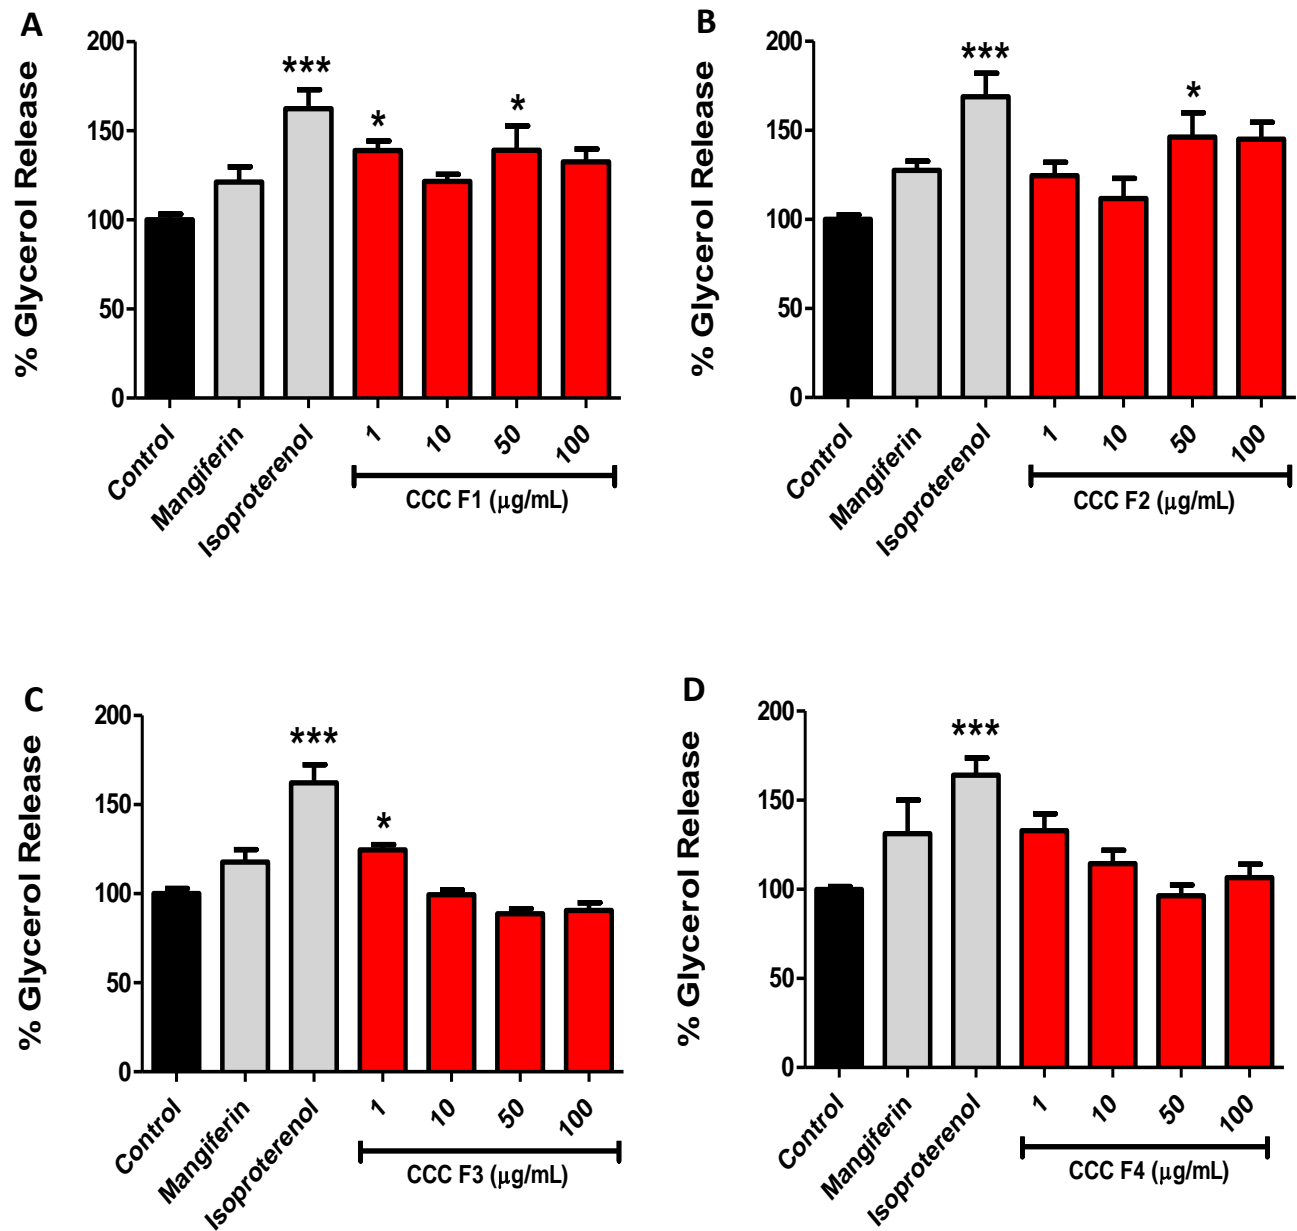 A
% Glycerol Release
200
150
100
50
0
***
*
*
Control
Mangiferin
Isoproterenol
1
10
50
100
CCC F1 (μg/mL)
B
% Glycerol Release
200
150
100
50
0
***
*
Control
Mangiferin
Isoproterenol
1
10
50
100
CCC F2 (μg/mL)
C
% Glycerol Release
200
150
100
50
0
***
*
Control
Mangiferin
Isoproterenol
1
10
50
100
CCC F3 (μg/mL)
D
% Glycerol Release
200
150
100
50
0
***
Control
Mangiferin
Isoproterenol
1
10
50
100
CCC F4 (μg/mL)